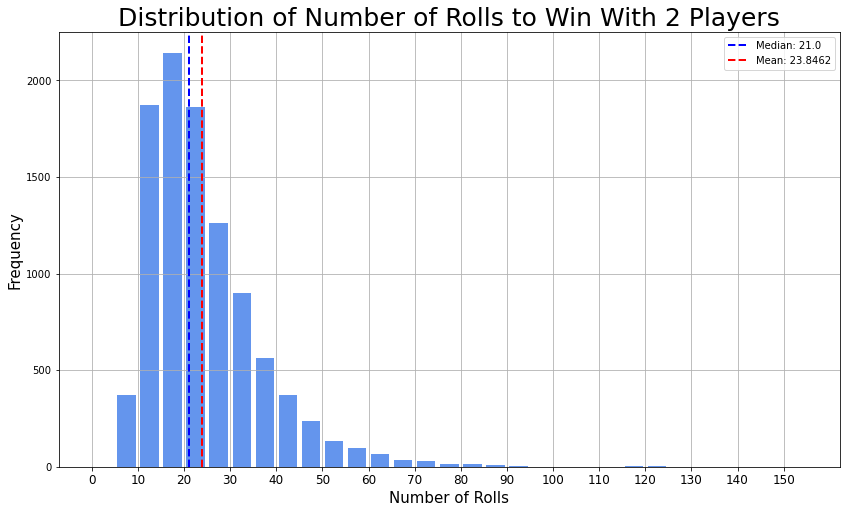 Distribution of Number of Rolls to Win With 2 Players
Median: 21.0
Mean: 23.8462
Frequency
2000
1500
1000
500
0
0 10 20 30 40 50 60 70 80 90 100 110 120 130 140 150
Number of Rolls